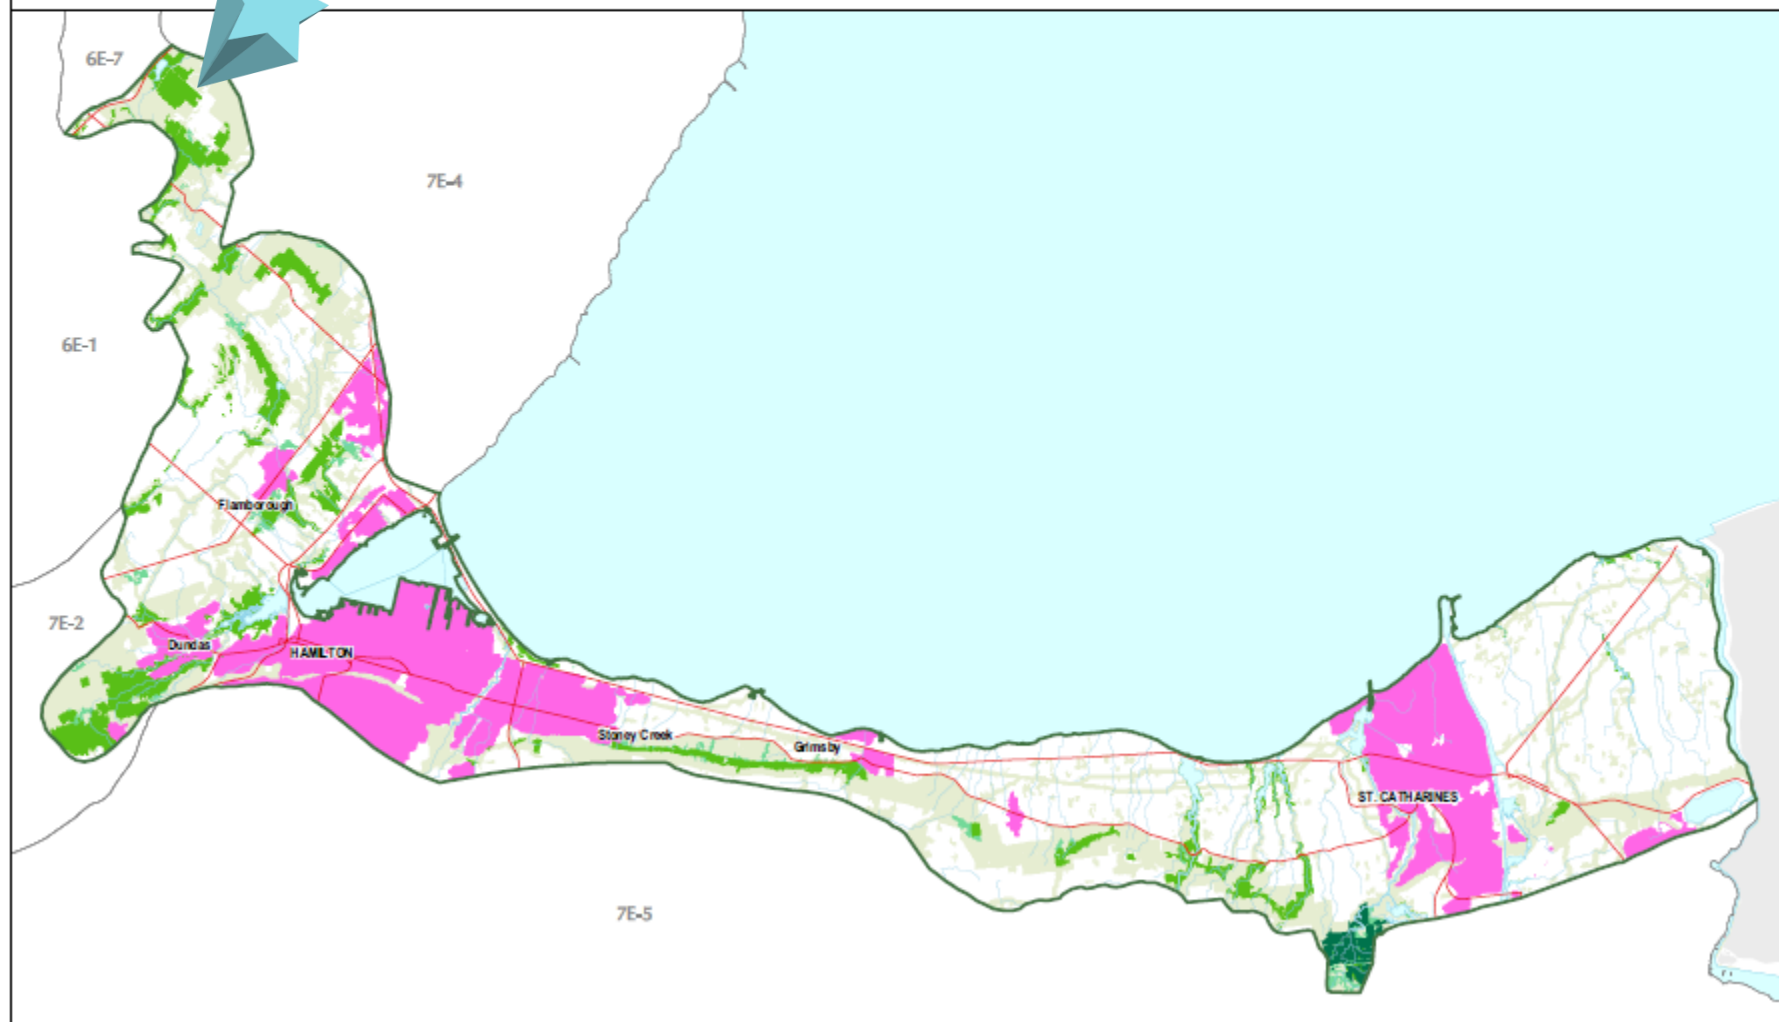 6E-7
7E-4
6E-1
Flamborough
7E-2
Dundas
HAMILTON
Stoney Creek
Grimsby
ST. CATHARINES
7E-5